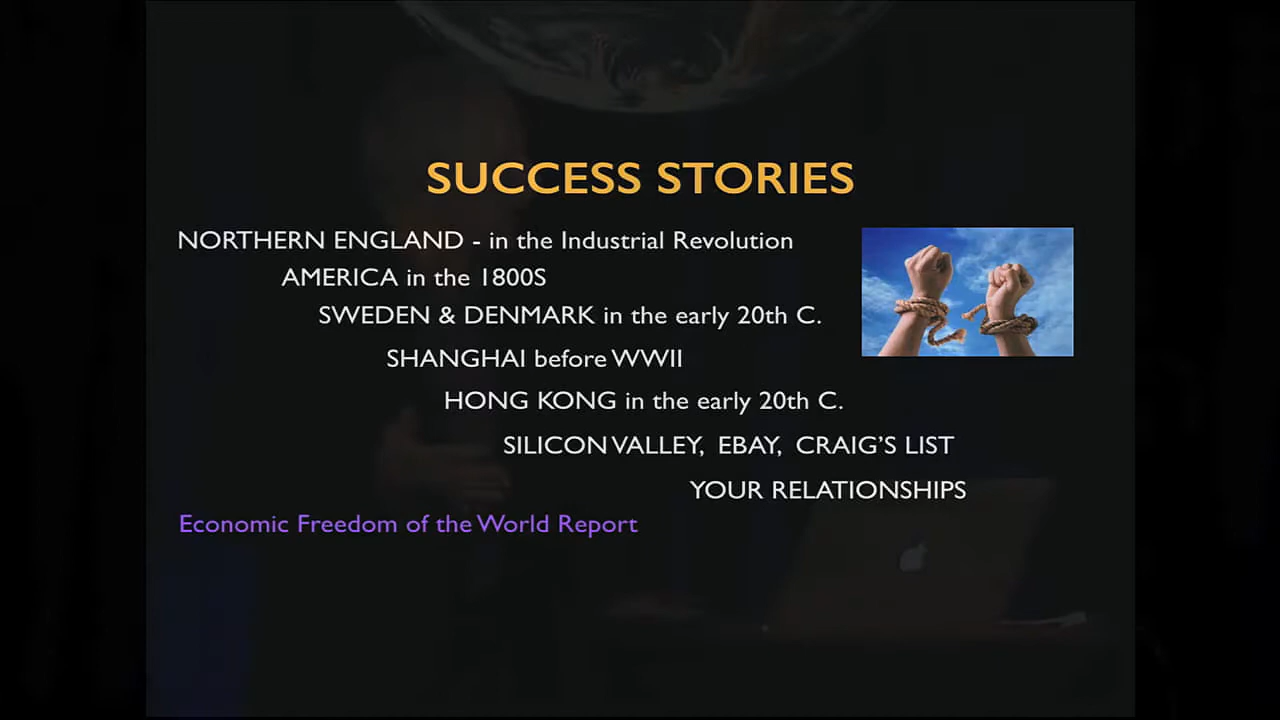 SUCCESS STORIES
NORTHERN ENGLAND - in the Industrial Revolution
AMERICA in the 1800S
SWEDEN & DENMARK in the early 20th C.
SHANGHAI before WWII
HONG KONG in the early 20th C.
SILICON VALLEY, EBAY, CRAIG'S LIST
YOUR RELATIONSHIPS
Economic Freedom of the World Report